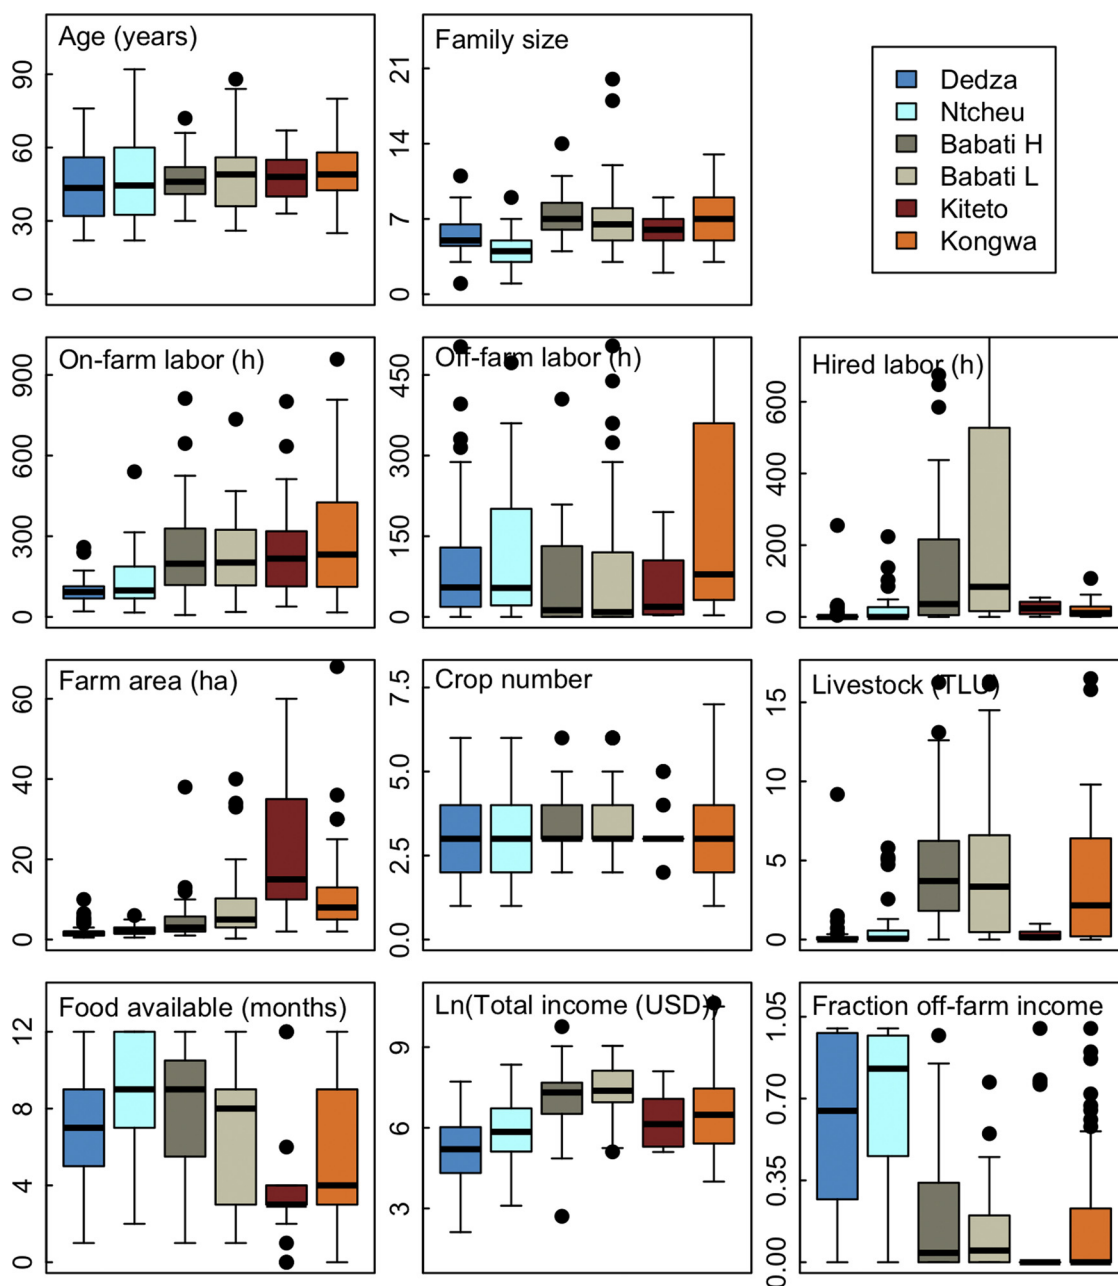 Age (years)
0 30 60 90
Family size
0 7 14 21
Dedza
Ntcheu
Babati H
Babati L
Kiteto
Kongwa
On-farm labor (h)
0 300 600 900
Off-farm labor (h)
0 150 300 450
Hired labor (h)
0 200 400 600
Farm area (ha)
0 20 40 60
Crop number
0.0 2.5 5.0 7.5
Livestock (TLU)
0 5 10 15
Food available (months)
0 4 8 12
Ln(Total income (USD))
3 6 9
Fraction off-farm income
0.00 0.35 0.70 1.05